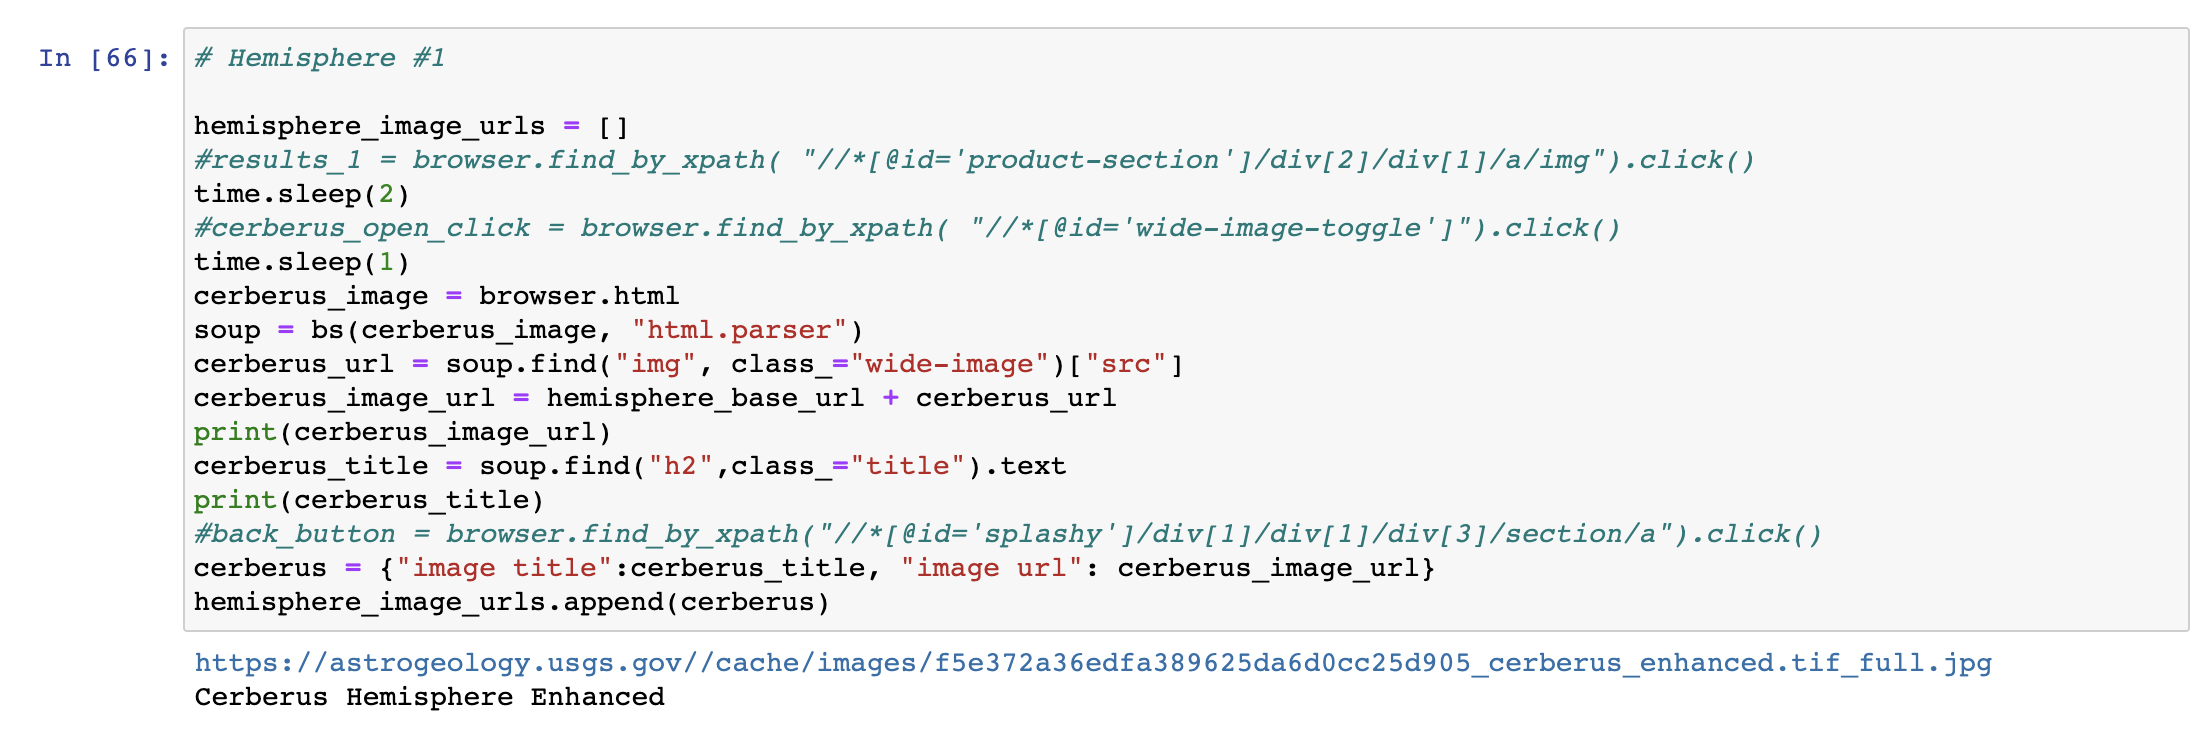 In [66]: # Hemisphere #1
hemisphere_image_urls = []
#results_1 = browser.find_by_xpath( "//*[@id='product-section']/div[2]/div[1]/a/img").click()
time.sleep(2)
#cerberus_open_click = browser.find_by_xpath( "//*[@id='wide-image-toggle']").click()
time.sleep(1)
cerberus_image = browser.html
soup = bs(cerberus_image, "html.parser")
cerberus_url = soup.find("img", class_="wide-image")["src"]
cerberus_image_url = hemisphere_base_url + cerberus_url
print(cerberus_image_url)
cerberus_title = soup.find("h2",class_="title").text
print(cerberus_title)
#back_button = browser.find_by_xpath("//*[@id='splashy']/div[1]/div[1]/div[3]/section/a").click()
cerberus = {"image title":cerberus_title, "image url": cerberus_image_url}
hemisphere_image_urls.append(cerberus)
https://astrogeology.usgs.gov//cache/images/f5e372a36edfa389625da6d0cc25d905_cerberus_enhanced.tif_full.jpg
Cerberus Hemisphere Enhanced